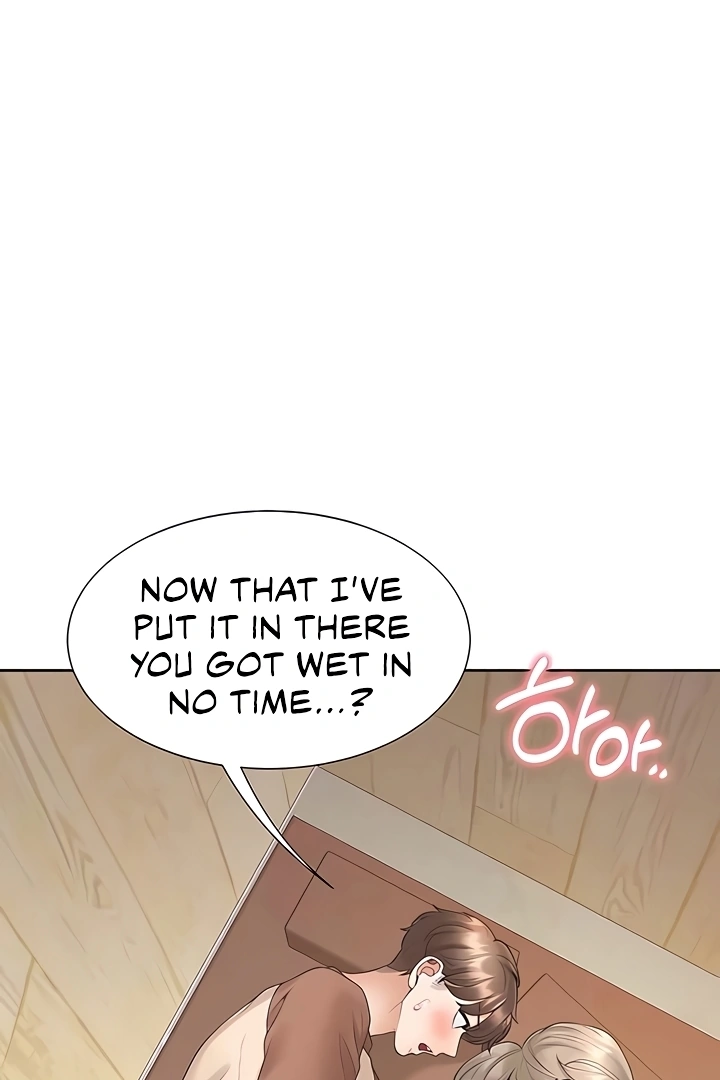 NOW THAT I'VE
PUT IT IN THERE
YOU GOT WET IN
NO TIME...?
하아..